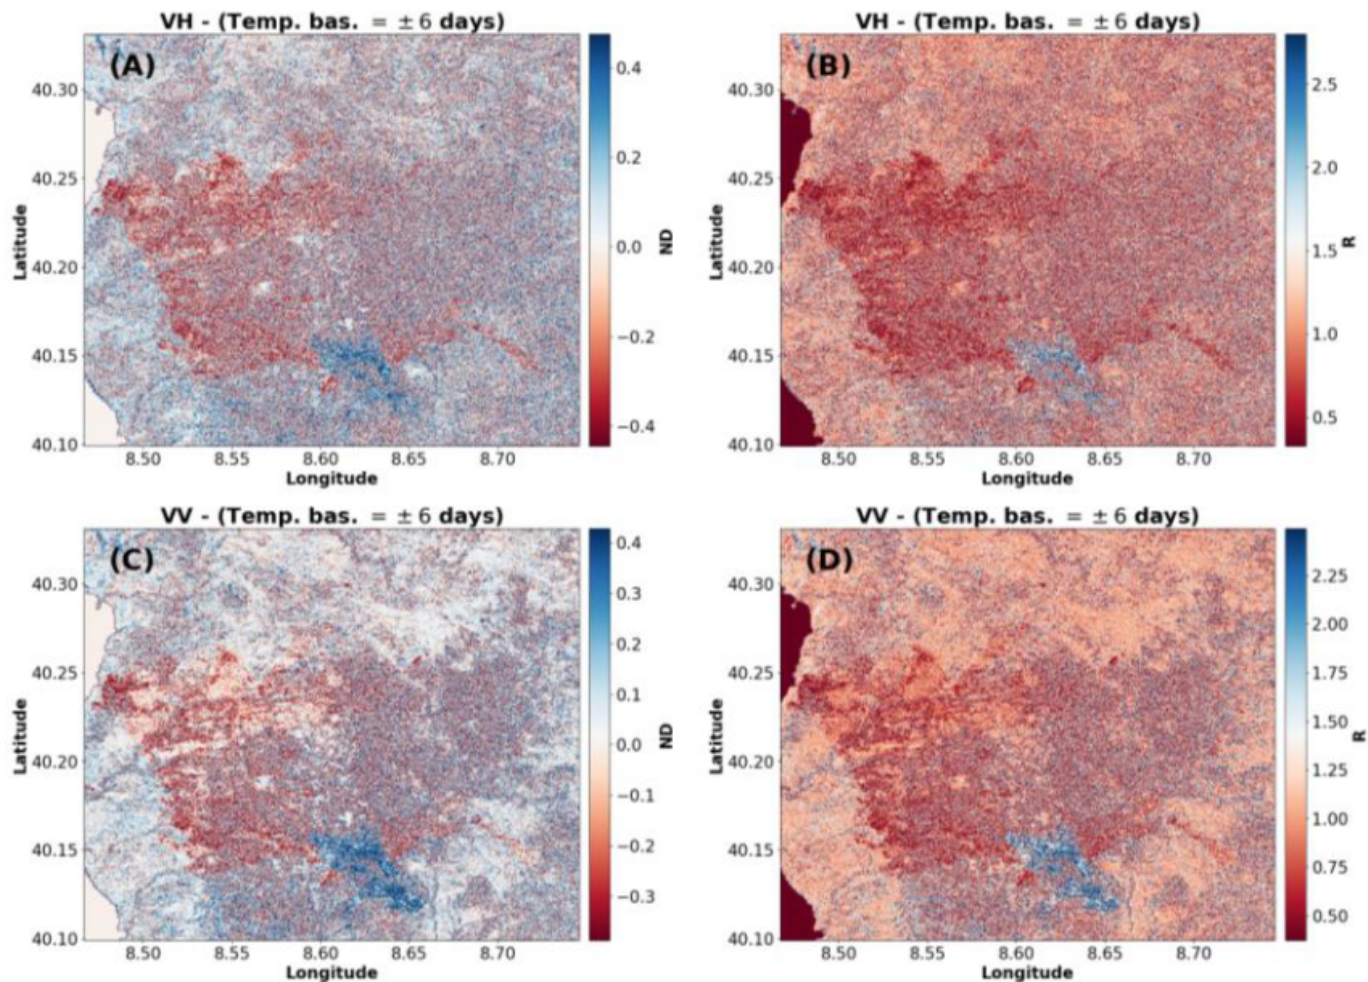 VH - (Temp. bas. = ± 6 days)
(A)
40.30
40.25
40.20
40.15
40.10
Latitude
8.50 8.55 8.60 8.65 8.70
Longitude
0.4
0.2
0.0
−0.2
−0.4
ND
VH - (Temp. bas. = ± 6 days)
(B)
40.30
40.25
40.20
40.15
40.10
Latitude
8.50 8.55 8.60 8.65 8.70
Longitude
2.5
2.0
1.5
1.0
0.5
R
VV - (Temp. bas. = ± 6 days)
(C)
40.30
40.25
40.20
40.15
40.10
Latitude
8.50 8.55 8.60 8.65 8.70
Longitude
0.4
0.3
0.2
0.1
0.0
−0.1
−0.2
−0.3
ND
VV - (Temp. bas. = ± 6 days)
(D)
40.30
40.25
40.20
40.15
40.10
Latitude
8.50 8.55 8.60 8.65 8.70
Longitude
2.25
2.00
1.75
1.50
1.25
1.00
0.75
0.50
R